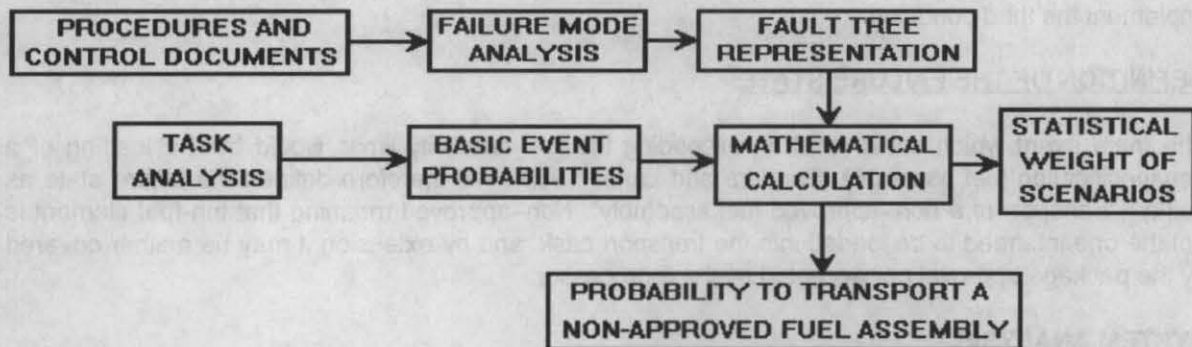 PROCEDURES AND
CONTROL DOCUMENTS
FAILURE MODE
ANALYSIS
FAULT TREE
REPRESENTATION
TASK
ANALYSIS
BASIC EVENT
PROBABILITIES
MATHEMATICAL
CALCULATION
STATISTICAL
WEIGHT OF
SCENARIOS
PROBABILITY TO TRANSPORT A
NON-APPROVED FUEL ASSEMBLY